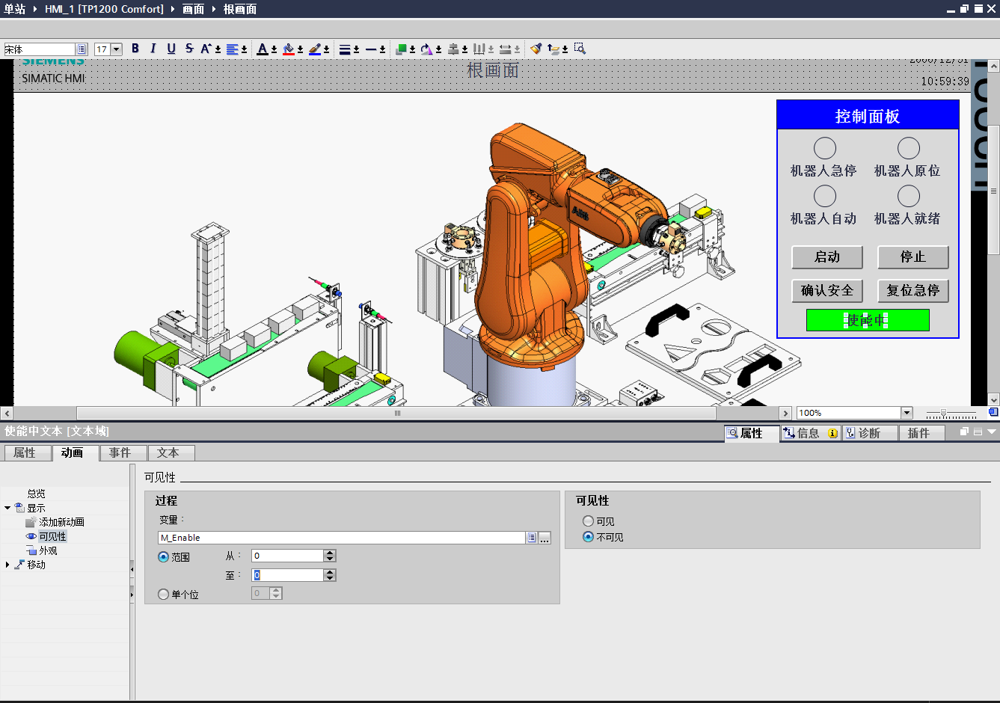 单站 HMI_1 [TP1200 Comfort] 画面 根画面
宋体 17 B I U S A A
SIEMENS
SIMATIC HMI
根画面
2000/12/31
10:59:39
TOUCH
控制面板
机器人急停 机器人原位
机器人自动 机器人就绪
启动 停止
确认安全 复位急停
使能中
ABB
100%
使能中文本 [文本域]
属性 信息 诊断 插件
属性 动画 事件 文本
总览
显示
添加新动画
可见性
外观
移动
可见性
过程
变量：
M_Enable ...
范围 从： 0
至： 0
单个位 0
可见性
可见
不可见